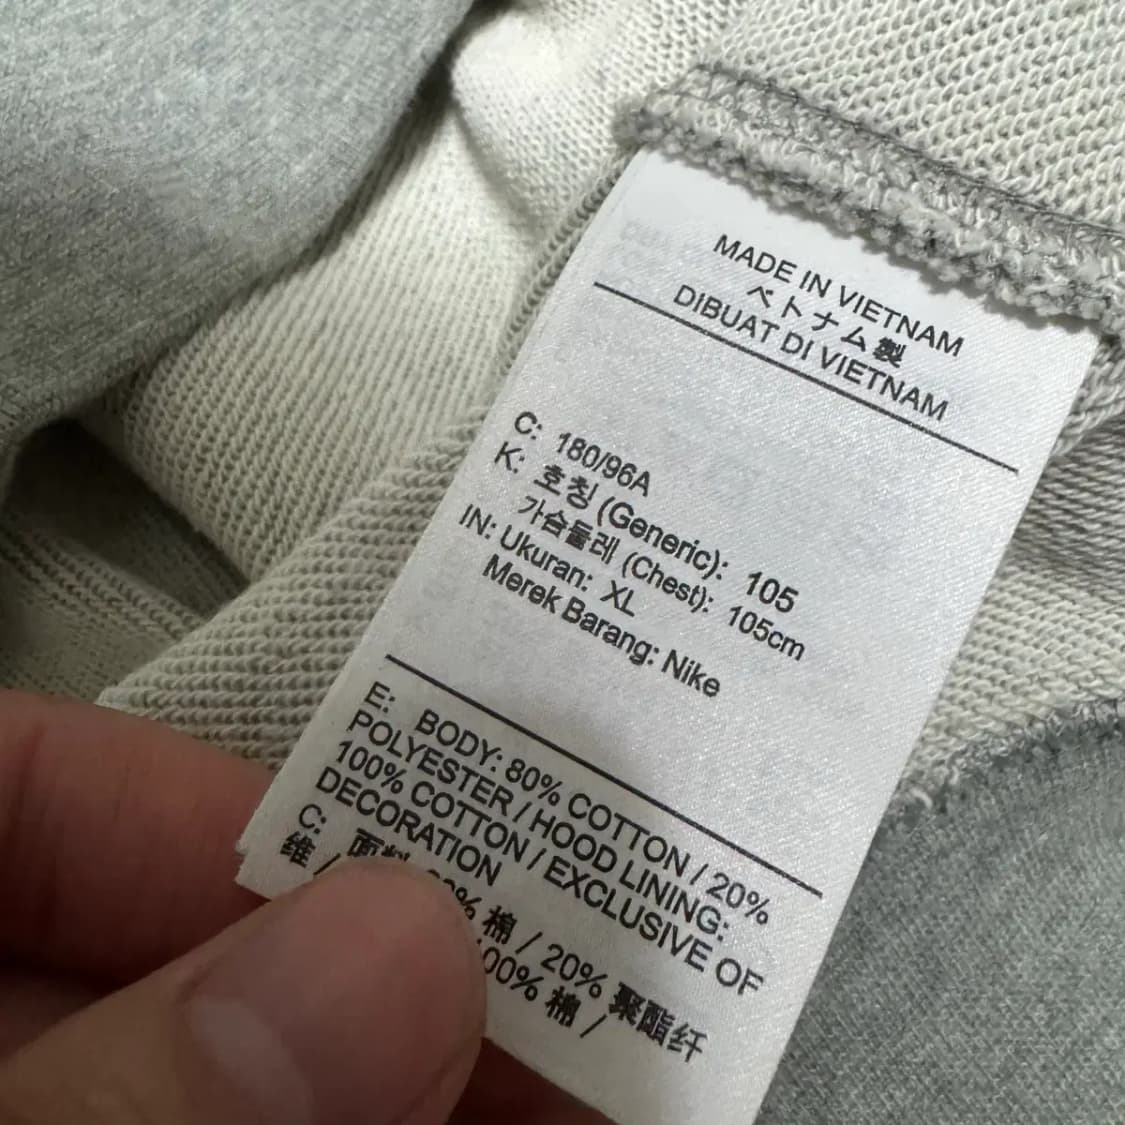 MADE IN VIETNAM
ベトナム製
DIBUAT DI VIETNAM
C: 180/96A
K: 호칭 (Generic): 105
가슴둘레 (Chest): 105cm
IN: Ukuran: XL
Merek Barang: Nike
E: BODY: 80% COTTON / 20%
POLYESTER / HOOD LINING:
100% COTTON / EXCLUSIVE OF
DECORATION
C: 棉 / 20% 聚酯纤
维 / 棉 /